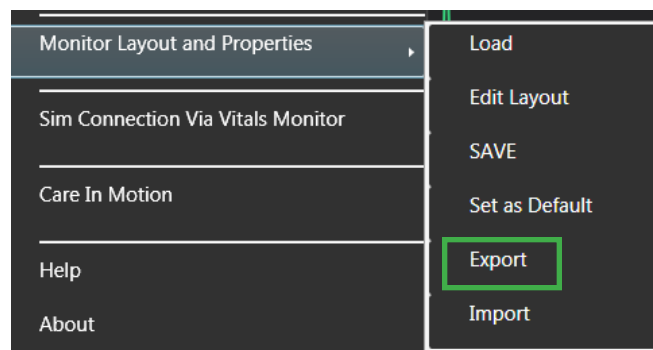 Monitor Layout and Properties
Sim Connection Via Vitals Monitor
Care In Motion
Help
About
Load
Edit Layout
SAVE
Set as Default
Export
Import